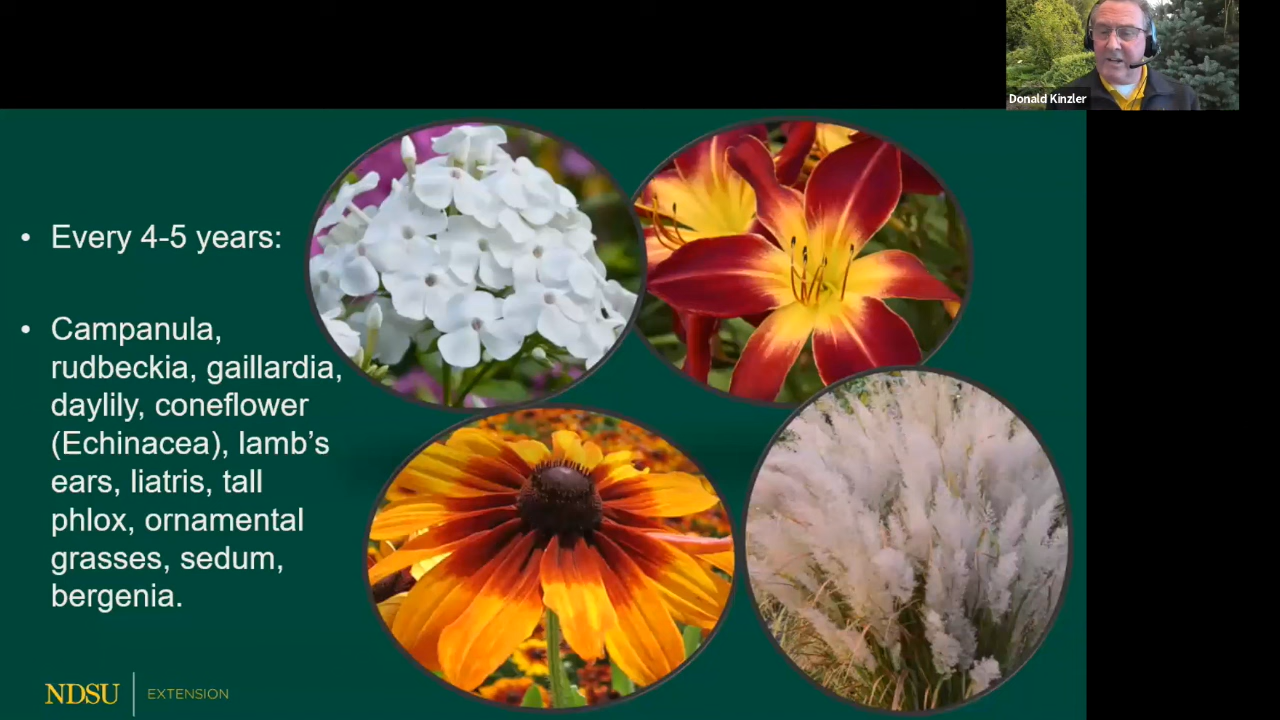 Donald Kinzler
• Every 4-5 years:
• Campanula,
rudbeckia, gaillardia,
daylily, coneflower
(Echinacea), lamb’s
ears, liatris, tall
phlox, ornamental
grasses, sedum,
bergenia.
NDSU EXTENSION